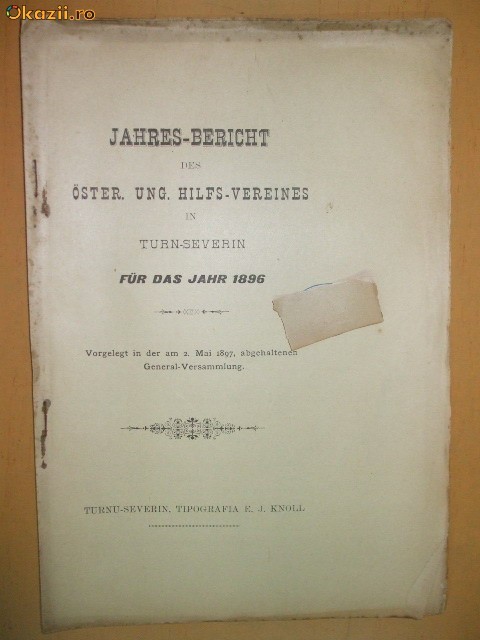 Okazii.ro
JAHRES-BERICHT
DES
ÖSTER. UNG. HILFS-VEREINES
IN
TURN-SEVERIN
FÜR DAS JAHR 1896
Vorgelegt in der am 2. Mai 1897, abgehaltenen
General-Versammlung.
TURNU-SEVERIN, TIPOGRAFIA E. J. KNOLL